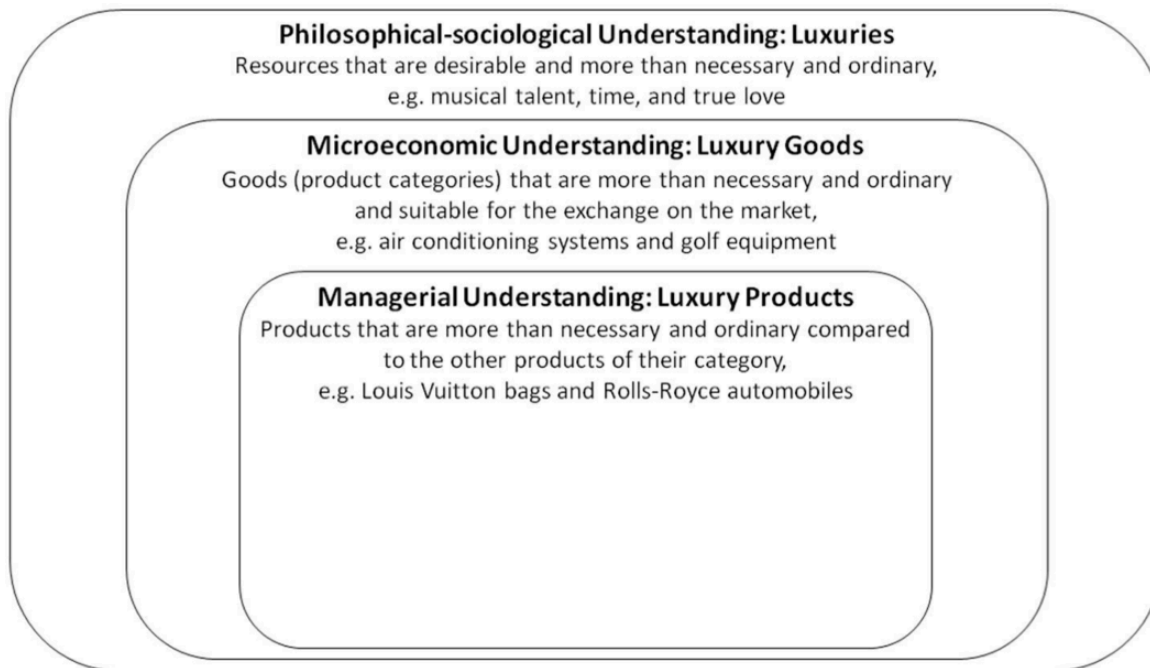 Philosophical-sociological Understanding: Luxuries
Resources that are desirable and more than necessary and ordinary,
e.g. musical talent, time, and true love
Microeconomic Understanding: Luxury Goods
Goods (product categories) that are more than necessary and ordinary
and suitable for the exchange on the market,
e.g. air conditioning systems and golf equipment
Managerial Understanding: Luxury Products
Products that are more than necessary and ordinary compared
to the other products of their category,
e.g. Louis Vuitton bags and Rolls-Royce automobiles